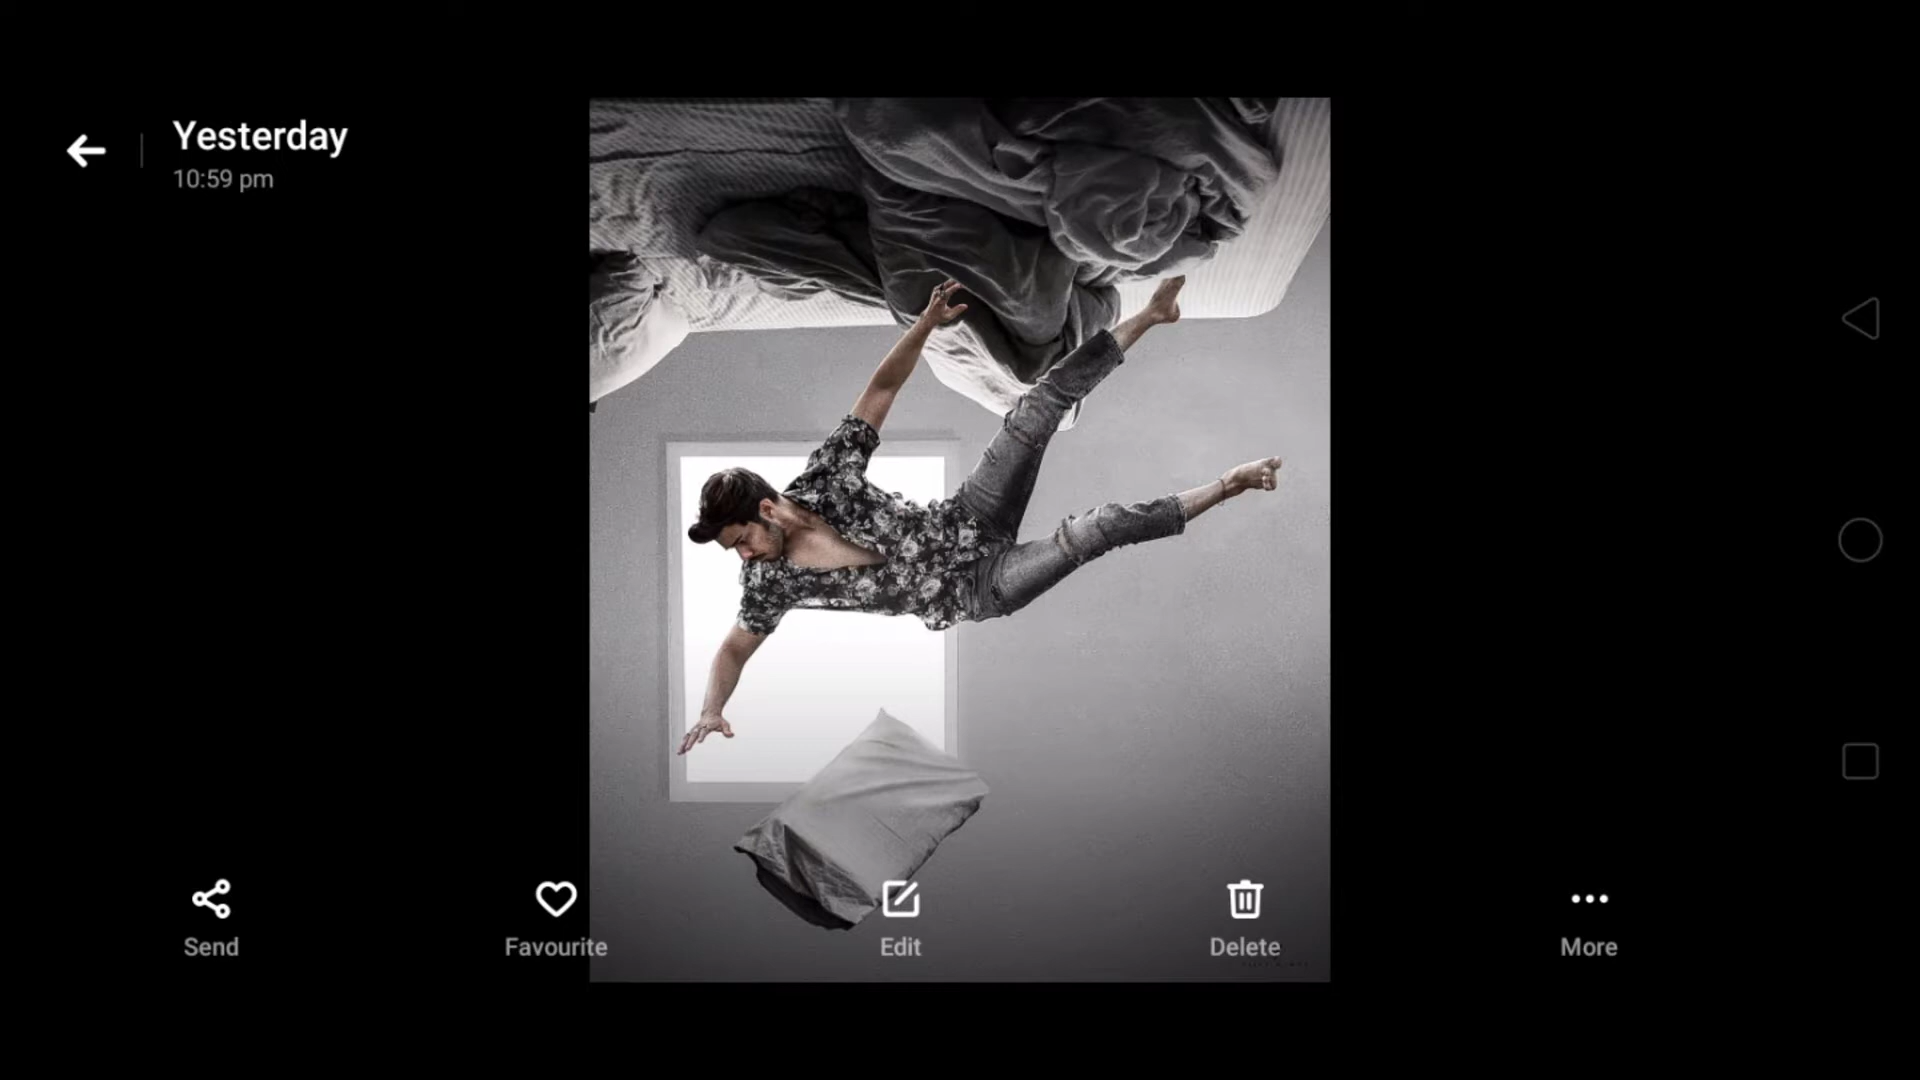 Yesterday
10:59 pm
Send
Favourite
Edit
Delete
More